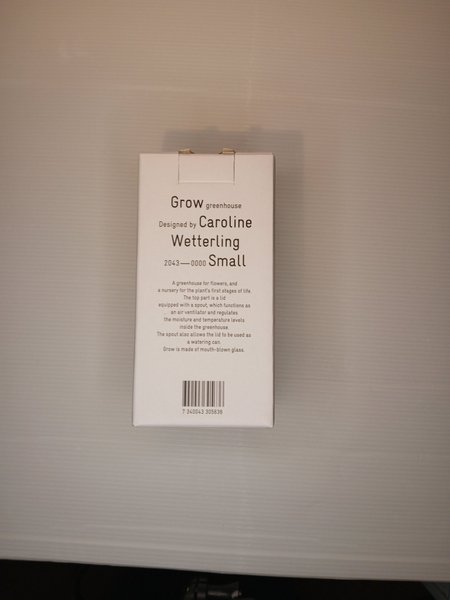 Grow greenhouse
Designed by Caroline
Wetterling
2043—0000 Small
A greenhouse for flowers, and
a nursery for the plant's first stages of life.
The top part is a lid
equipped with a spout, which functions as
an air ventilator and regulates
the moisture and temperature levels
inside the greenhouse.
The spout also allows the lid to be used as
a watering can.
Grow is made of mouth-blown glass.
7 340043 305838